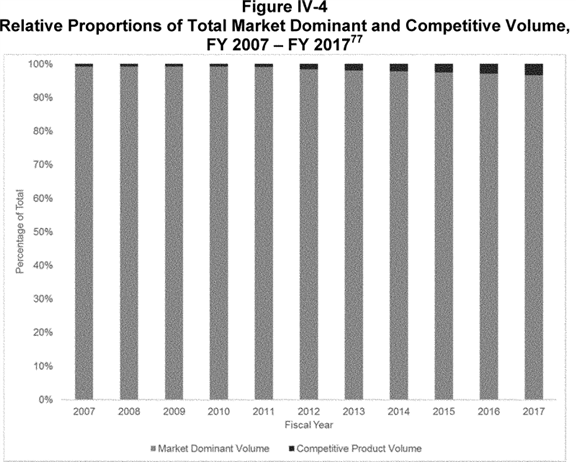 Figure IV-4
Relative Proportions of Total Market Dominant and Competitive Volume,
FY 2007 – FY 2017⁷⁷
100%
90%
80%
70%
60%
50%
40%
30%
20%
10%
0%
Percentage of Total
2007 2008 2009 2010 2011 2012 2013 2014 2015 2016 2017
Fiscal Year
Market Dominant Volume Competitive Product Volume